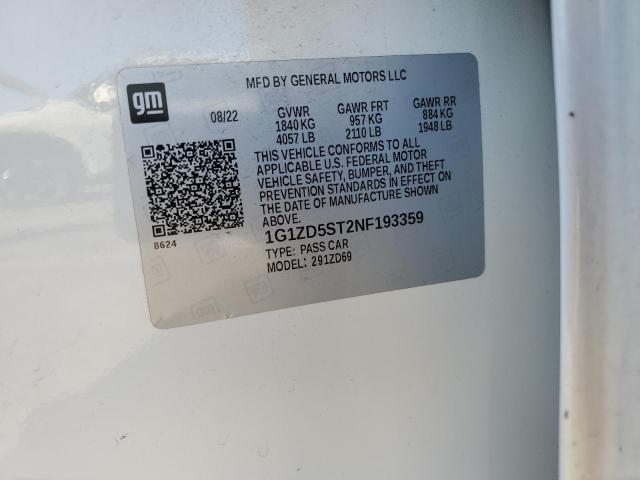 MFD BY GENERAL MOTORS LLC
gm
08/22 GVWR GAWR FRT GAWR RR
1840 KG 957 KG 884 KG
4057 LB 2110 LB 1948 LB
THIS VEHICLE CONFORMS TO ALL
APPLICABLE U.S. FEDERAL MOTOR
VEHICLE SAFETY, BUMPER, AND THEFT
PREVENTION STANDARDS IN EFFECT ON
THE DATE OF MANUFACTURE SHOWN
ABOVE.
8624
1G1ZD5ST2NF193359
TYPE: PASS CAR
MODEL: 291ZD69